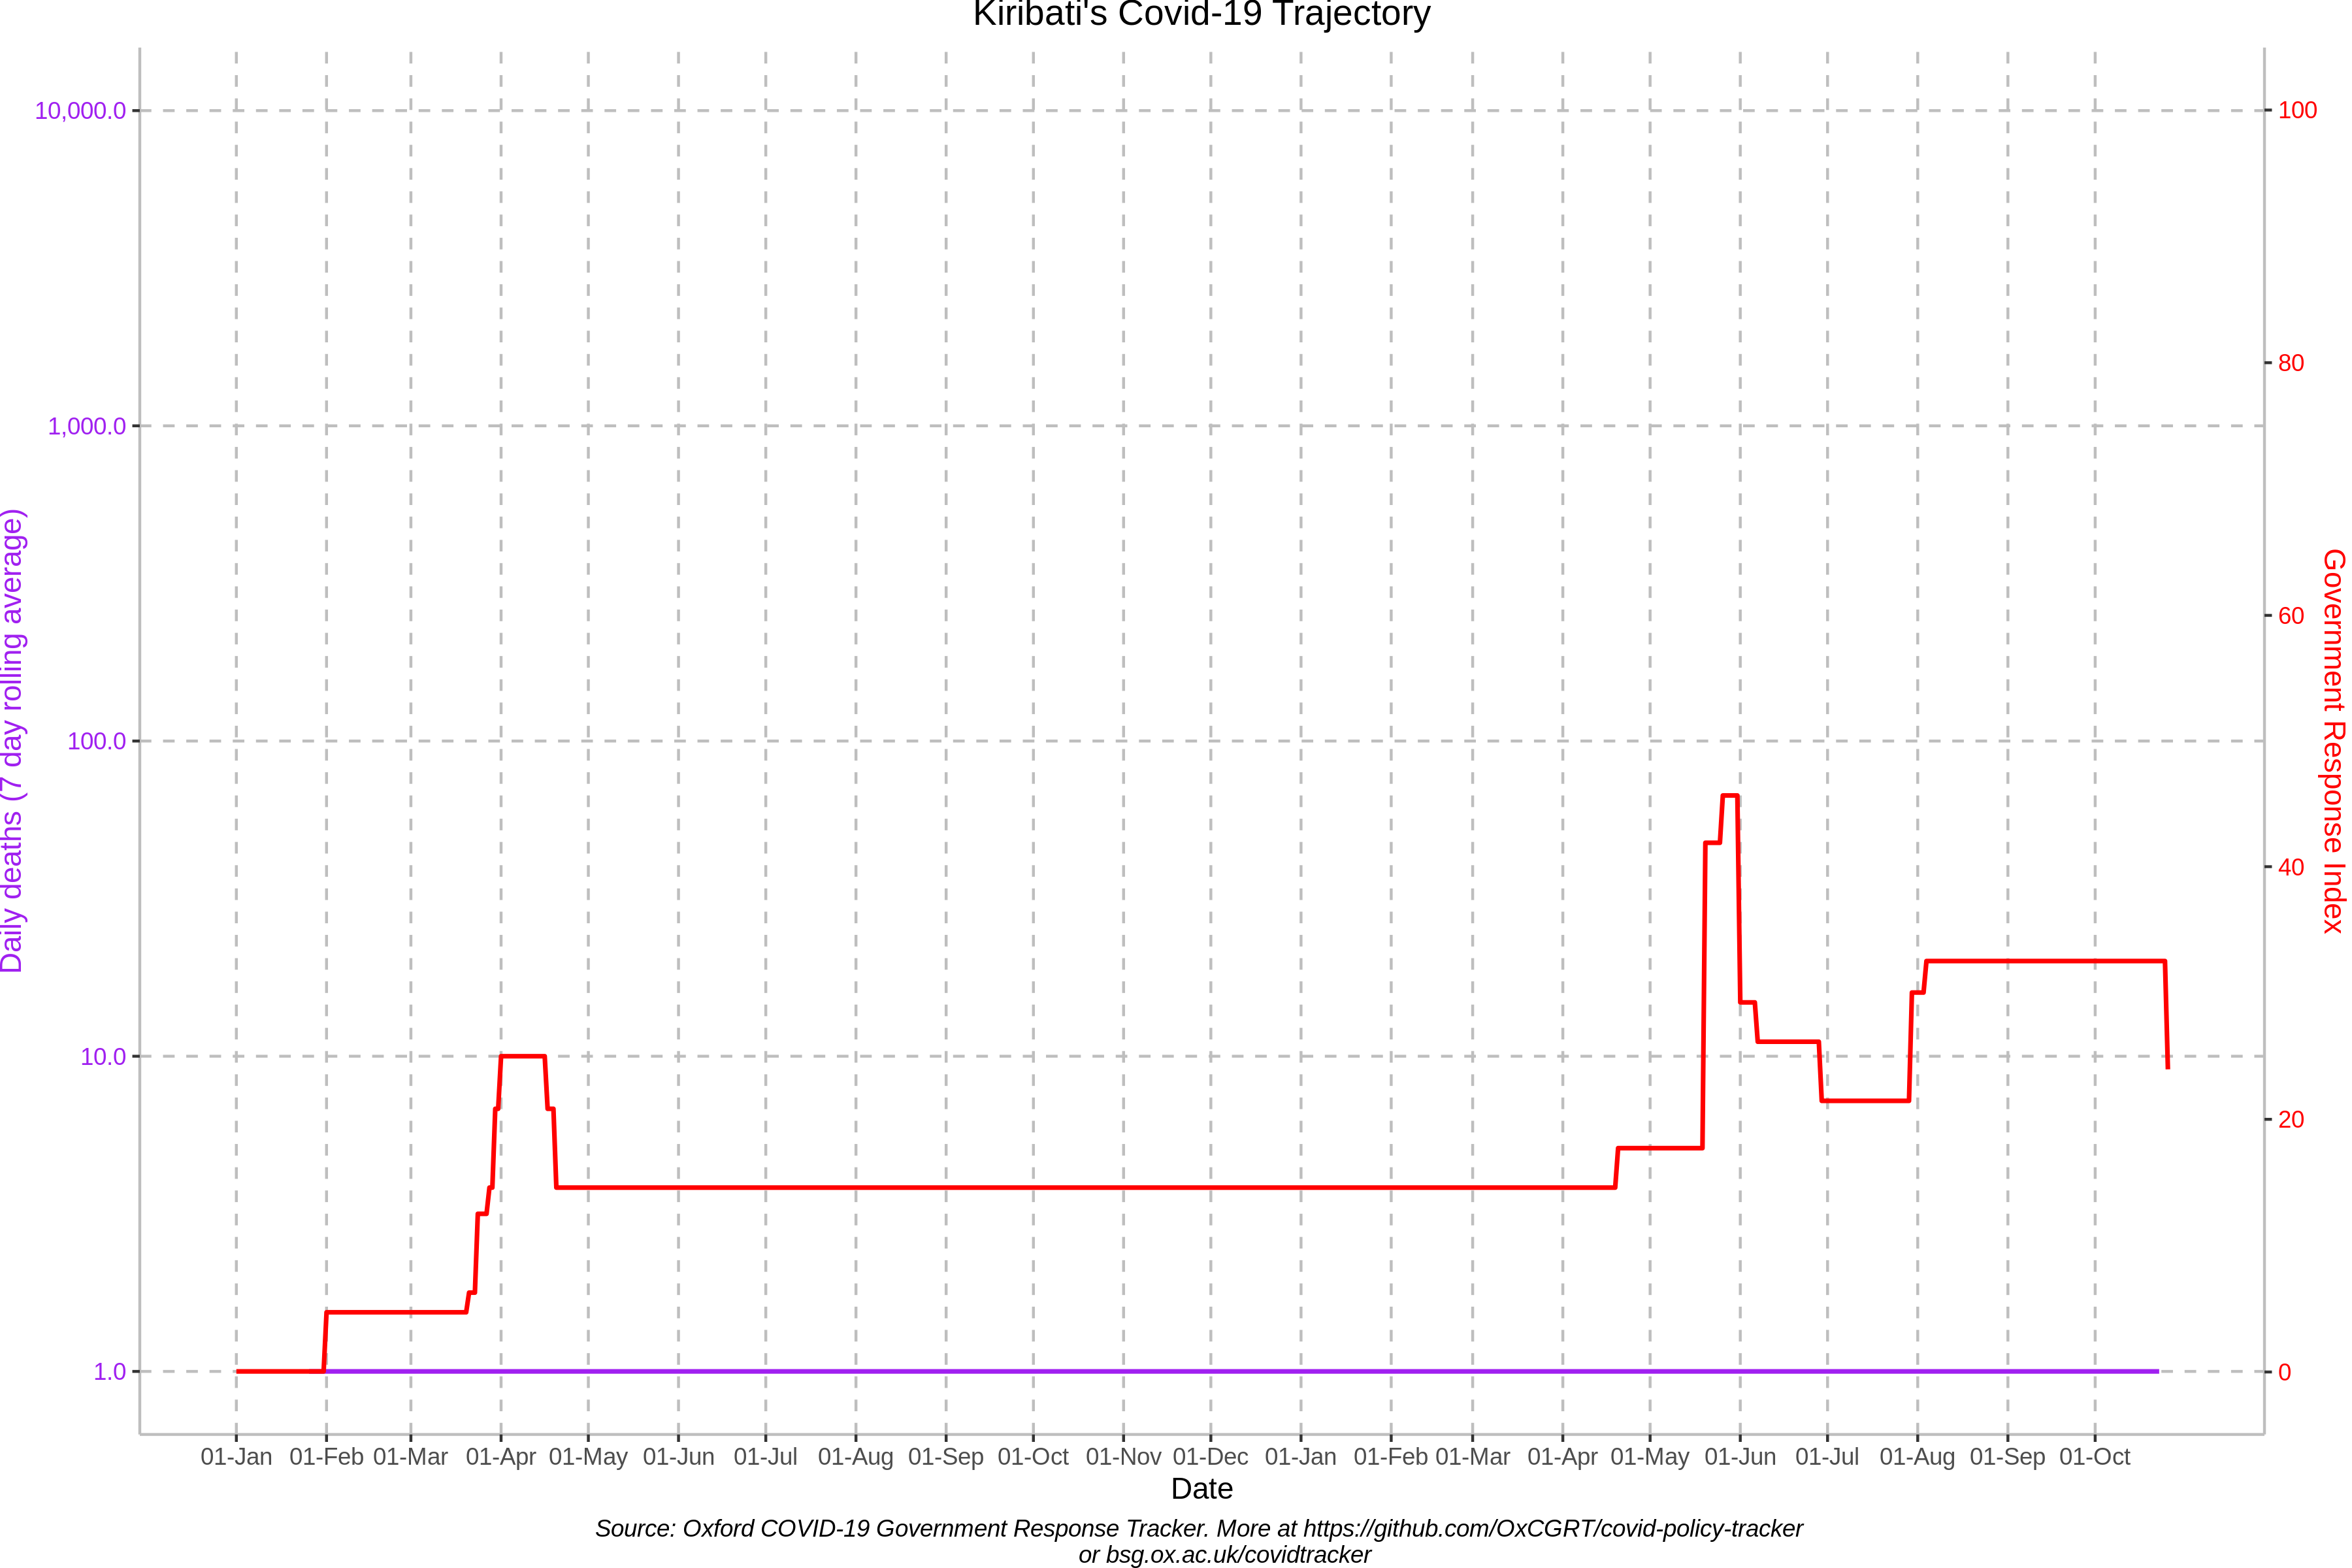 Kiribati's Covid-19 Trajectory
10,000.0
1,000.0
100.0
10.0
1.0
Daily deaths (7 day rolling average)
100
80
60
40
20
0
Government Response Index
01-Jan 01-Feb 01-Mar 01-Apr 01-May 01-Jun 01-Jul 01-Aug 01-Sep 01-Oct 01-Nov 01-Dec 01-Jan 01-Feb 01-Mar 01-Apr 01-May 01-Jun 01-Jul 01-Aug 01-Sep 01-Oct
Date
Source: Oxford COVID-19 Government Response Tracker. More at https://github.com/OxCGRT/covid-policy-tracker
or bsg.ox.ac.uk/covidtracker